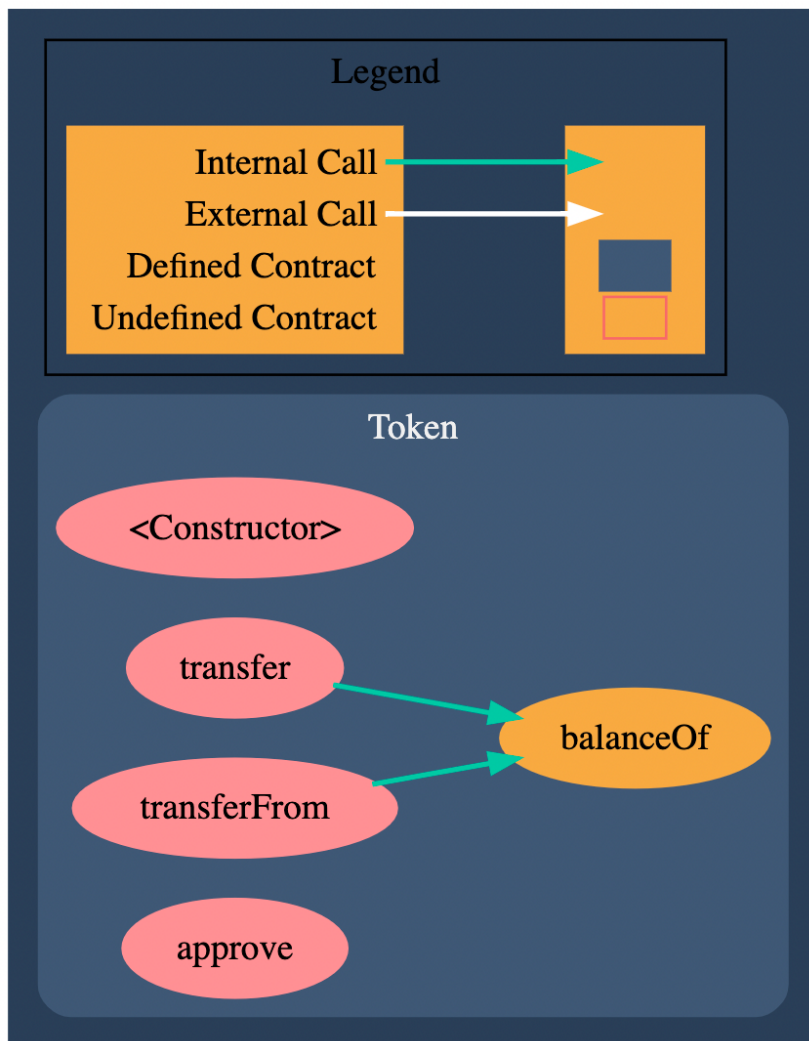 Legend
Internal Call
External Call
Defined Contract
Undefined Contract
Token
<Constructor>
transfer
balanceOf
transferFrom
approve